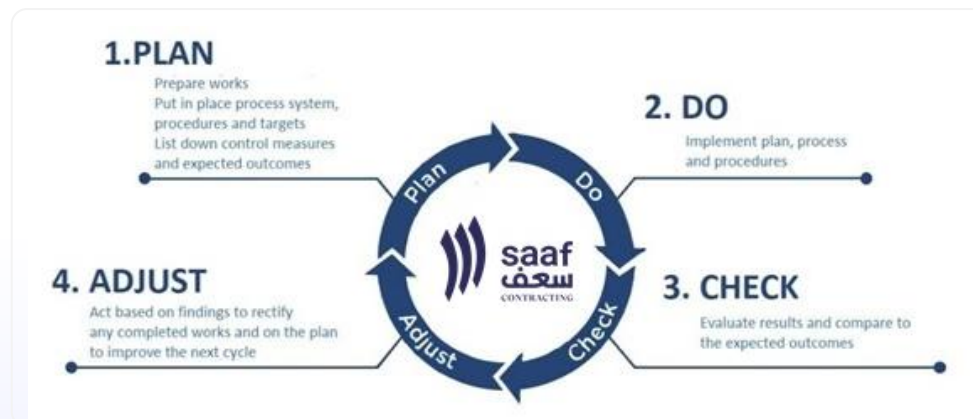 1.PLAN
Prepare works
Put in place process system,
procedures and targets
List down control measures
and expected outcomes
2. DO
Implement plan, process
and procedures
3. CHECK
Evaluate results and compare to
the expected outcomes
4. ADJUST
Act based on findings to rectify
any completed works and on the plan
to improve the next cycle
Plan
Do
Check
Adjust
saaf
سعف
CONTRACTING